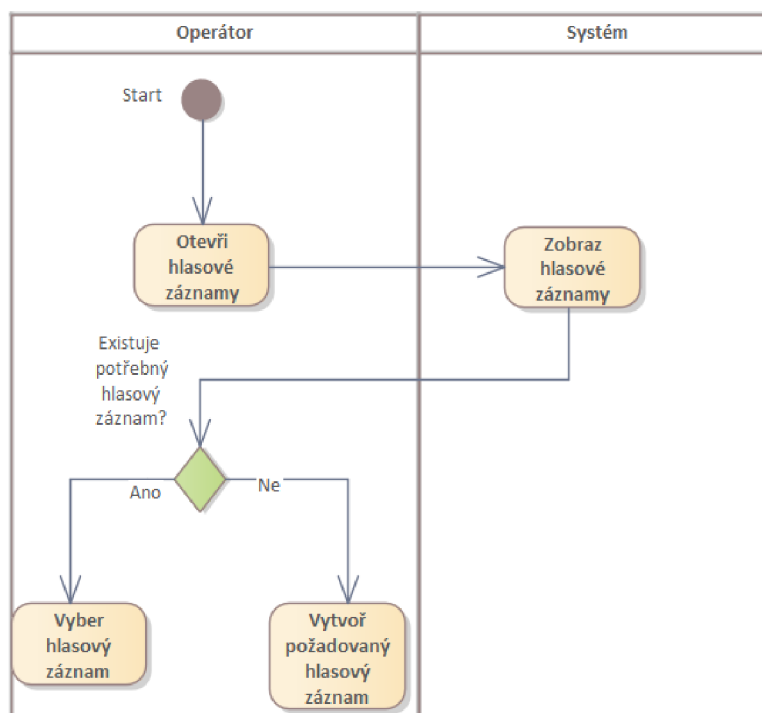 Operátor
Systém
Start
Otevři
hlasové
záznamy
Zobraz
hlasové
záznamy
Existuje
potřebný
hlasový
záznam?
Ano
Ne
Vyber
hlasový
záznam
Vytvoř
požadovaný
hlasový
záznam